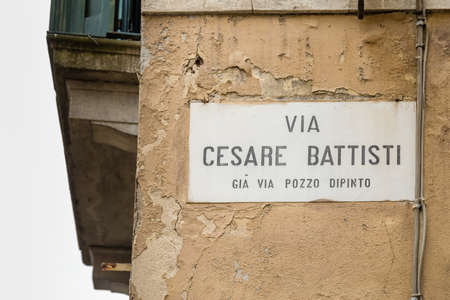 VIA
CESARE BATTISTI
GIÀ VIA POZZO DIPINTO